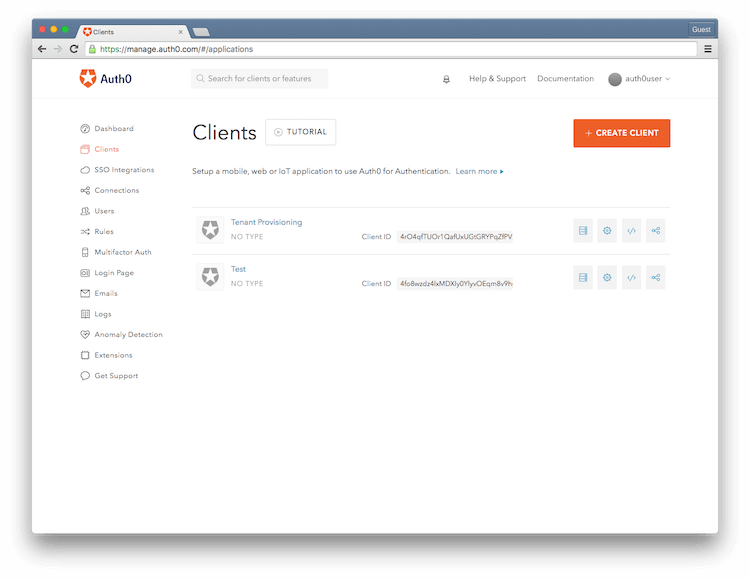 Clients
Guest
https://manage.auth0.com/#/applications
Auth0
Search for clients or features
Help & Support
Documentation
auth0user
Dashboard
Clients
SSO Integrations
Connections
Users
Rules
Multifactor Auth
Login Page
Emails
Logs
Anomaly Detection
Extensions
Get Support
Clients
TUTORIAL
+ CREATE CLIENT
Setup a mobile, web or IoT application to use Auth0 for Authentication. Learn more
Tenant Provisioning
NO TYPE
Client ID 4rO4qfTUOr1QafUxUGtGRYPqZfPV
Test
NO TYPE
Client ID